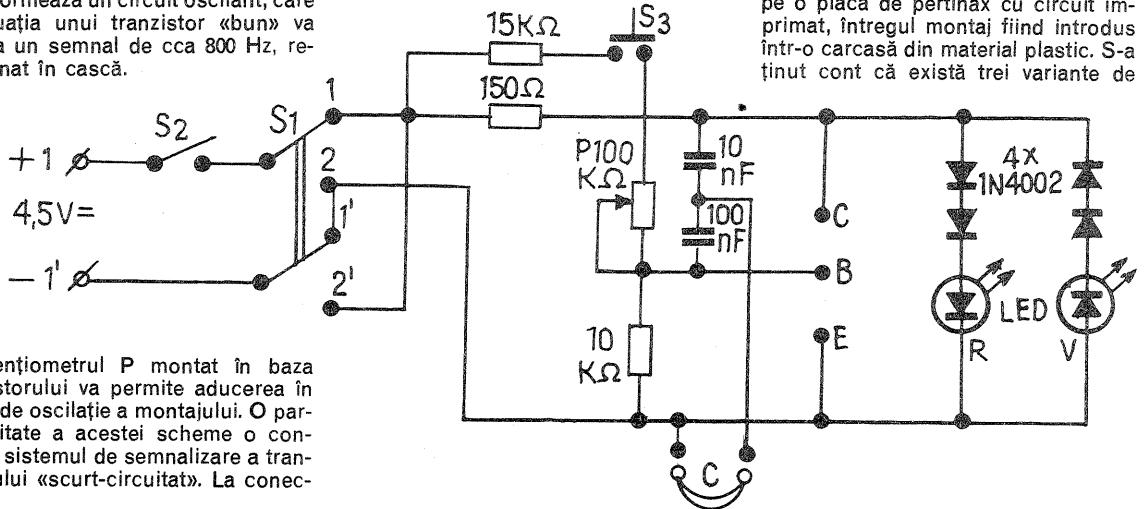 formează un circuit oscilant, care
uația unui tranzistor «bun» va
a un semnal de cca 800 Hz, re-
nat în cască.
pe o placă de pertinax cu circuit im-
primat, întregul montaj fiind introdus
într-o carcasă din material plastic. S-a
ținut cont că există trei variante de
S3
15KΩ
150Ω
1
S2
S1
+1
P100
KΩ
10
nF
4x
1N4002
2
4,5V=
1'
100
nF
C
-1'
2'
B
LED
10
KΩ
E
R
V
C
ențiometrul P montat în baza
storului va permite aducerea în
de oscilație a montajului. O par-
itate a acestei scheme o con-
sistemul de semnalizare a tran-
ului «scurt-circuitat». La conec-